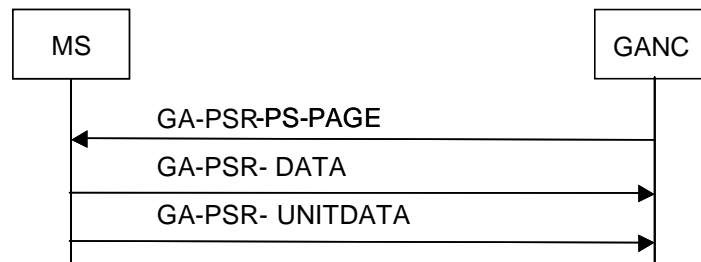 MS
GANC
GA-PSR-PS-PAGE
GA-PSR- DATA
GA-PSR- UNITDATA